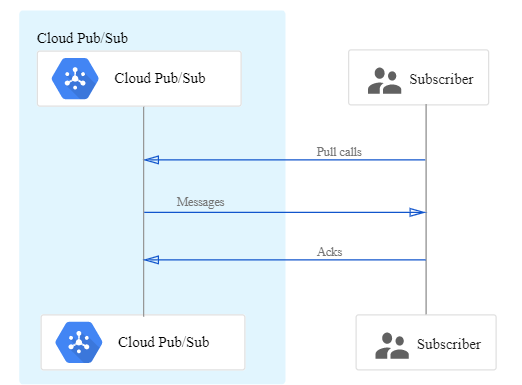 Cloud Pub/Sub
Cloud Pub/Sub
Subscriber
Pull calls
Messages
Acks
Cloud Pub/Sub
Subscriber